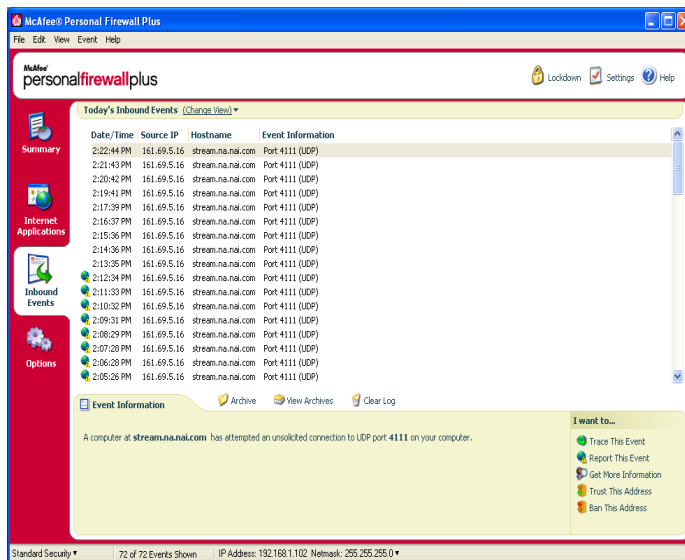 McAfee® Personal Firewall Plus
File Edit View Event Help
McAfee®
personalfirewallplus
Lockdown Settings Help
Today's Inbound Events (Change View)
Date/Time Source IP Hostname Event Information
2:22:44 PM 161.69.5.16 stream.na.nai.com Port 4111 (UDP)
2:21:43 PM 161.69.5.16 stream.na.nai.com Port 4111 (UDP)
2:20:42 PM 161.69.5.16 stream.na.nai.com Port 4111 (UDP)
2:19:41 PM 161.69.5.16 stream.na.nai.com Port 4111 (UDP)
2:17:39 PM 161.69.5.16 stream.na.nai.com Port 4111 (UDP)
2:16:37 PM 161.69.5.16 stream.na.nai.com Port 4111 (UDP)
2:15:36 PM 161.69.5.16 stream.na.nai.com Port 4111 (UDP)
2:14:36 PM 161.69.5.16 stream.na.nai.com Port 4111 (UDP)
2:13:35 PM 161.69.5.16 stream.na.nai.com Port 4111 (UDP)
2:12:34 PM 161.69.5.16 stream.na.nai.com Port 4111 (UDP)
2:11:33 PM 161.69.5.16 stream.na.nai.com Port 4111 (UDP)
2:10:32 PM 161.69.5.16 stream.na.nai.com Port 4111 (UDP)
2:09:31 PM 161.69.5.16 stream.na.nai.com Port 4111 (UDP)
2:08:29 PM 161.69.5.16 stream.na.nai.com Port 4111 (UDP)
2:07:28 PM 161.69.5.16 stream.na.nai.com Port 4111 (UDP)
2:06:28 PM 161.69.5.16 stream.na.nai.com Port 4111 (UDP)
2:05:26 PM 161.69.5.16 stream.na.nai.com Port 4111 (UDP)
Summary
Internet
Applications
Inbound
Events
Options
Event Information
Archive View Archives Clear Log
A computer at stream.na.nai.com has attempted an unsolicited connection to UDP port 4111 on your computer.
I want to...
Trace This Event
Report This Event
Get More Information
Trust This Address
Ban This Address
Standard Security 72 of 72 Events Shown IP Address: 192.168.1.102 Netmask: 255.255.255.0